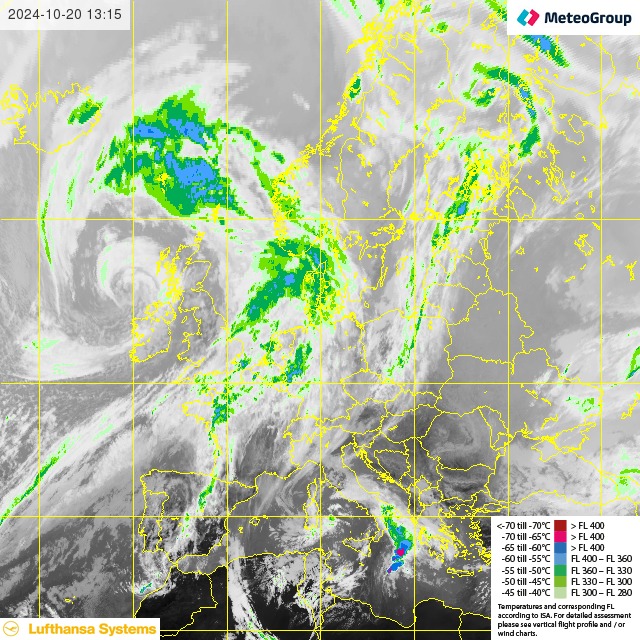 2024-10-20 13:15
MeteoGroup
<-70 till -70°C > FL 400
-70 till -65°C > FL 400
-65 till -60°C > FL 400
-60 till -55°C FL 400 – FL 360
-55 till -50°C FL 360 – FL 330
-50 till -45°C FL 330 – FL 300
-45 till -40°C FL 300 – FL 280
Temperatures and corresponding FL
according to ISA. For detailed assessment
please see vertical flight profile and / or
wind charts.
Lufthansa Systems